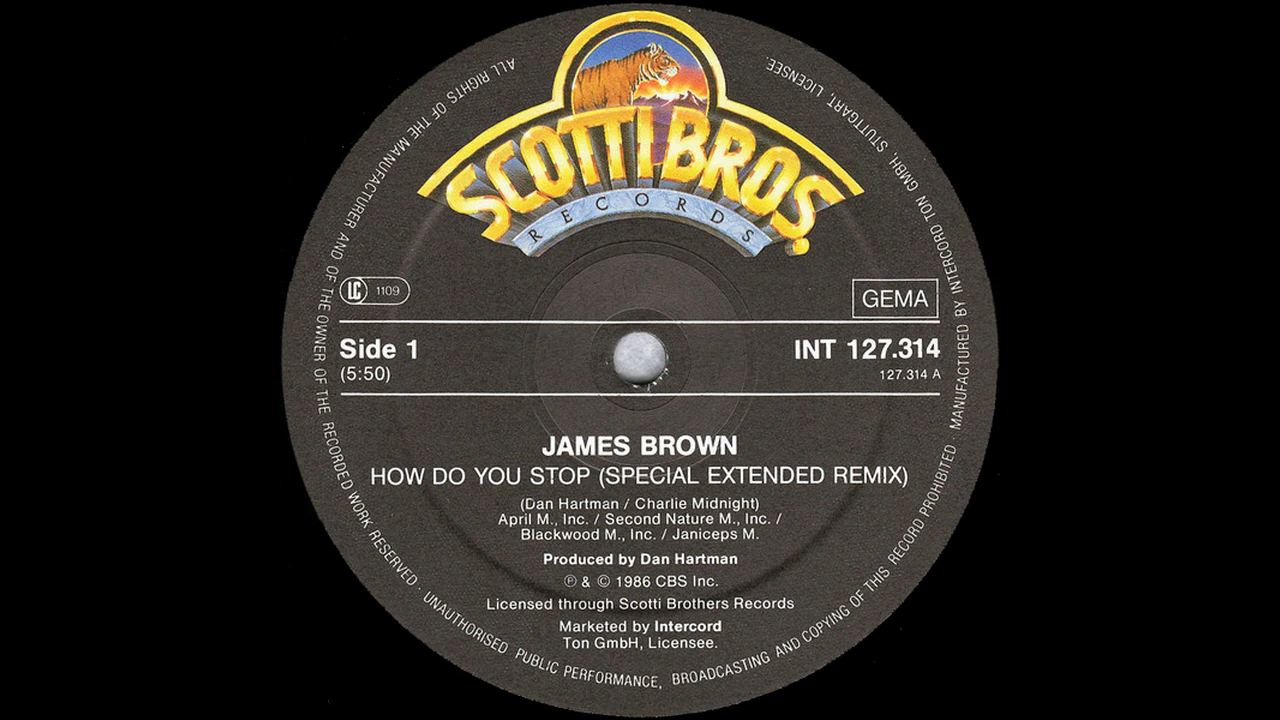 SCOTTI BROS.
RECORDS
LC 1109
GEMA
Side 1
(5:50)
INT 127.314
127.314 A
JAMES BROWN
HOW DO YOU STOP (SPECIAL EXTENDED REMIX)
(Dan Hartman / Charlie Midnight)
April M., Inc. / Second Nature M., Inc. /
Blackwood M., Inc. / Janiceps M.
Produced by Dan Hartman
℗ & © 1986 CBS Inc.
Licensed through Scotti Brothers Records
Marketed by Intercord
Ton GmbH, Licensee.
ALL RIGHTS OF THE MANUFACTURER AND OF THE OWNER OF THE RECORDED WORK RESERVED · UNAUTHORISED PUBLIC PERFORMANCE, BROADCASTING AND COPYING OF THIS RECORD PROHIBITED · MANUFACTURED BY INTERCORD TON GMBH, STUTTGART, LICENSEE.